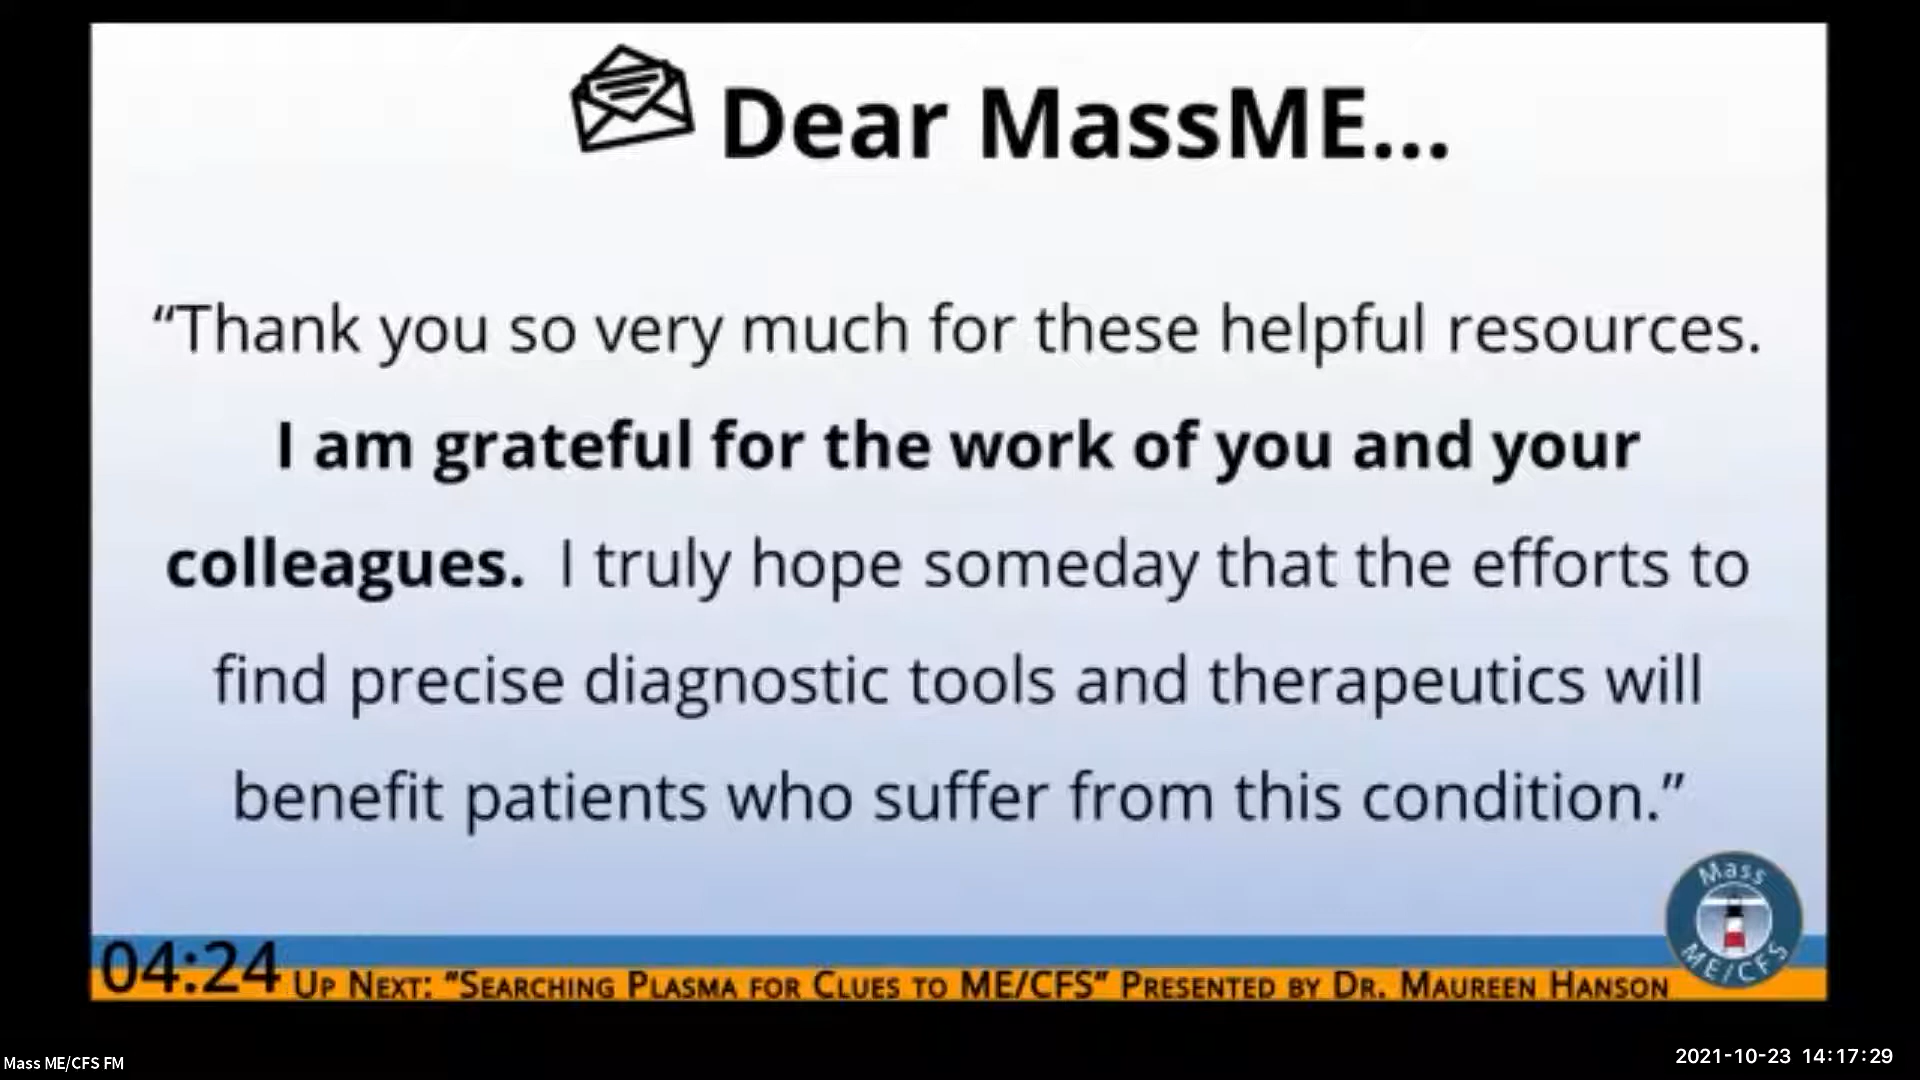 Dear MassME...
“Thank you so very much for these helpful resources.
I am grateful for the work of you and your
colleagues. I truly hope someday that the efforts to
find precise diagnostic tools and therapeutics will
benefit patients who suffer from this condition.”
Mass
ME/CFS
04:24
Up Next: “Searching Plasma for Clues to ME/CFS” Presented by Dr. Maureen Hanson
Mass ME/CFS FM
2021-10-23 14:17:29